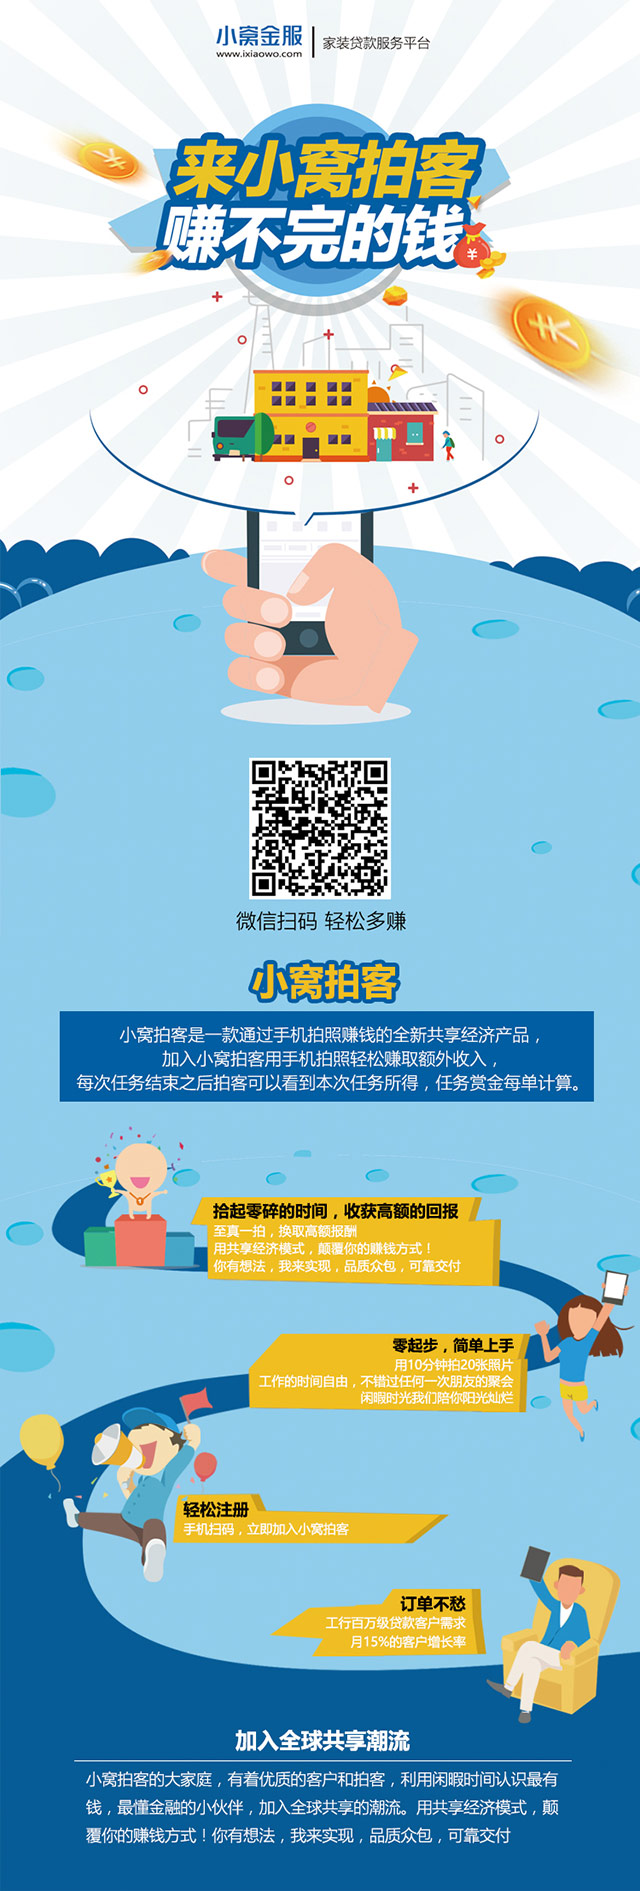 小窝金服
www.ixiaowo.com
家装贷款服务平台
来小窝拍客
赚不完的钱
微信扫码 轻松多赚
小窝拍客
小窝拍客是一款通过手机拍照赚钱的全新共享经济产品，
加入小窝拍客用手机拍照轻松赚取额外收入，
每次任务结束之后拍客可以看到本次任务所得，任务赏金每单计算。
拾起零碎的时间，收获高额的回报
至真一拍，换取高额报酬
用共享经济模式，颠覆你的赚钱方式！
你有想法，我来实现，品质众包，可靠交付
零起步，简单上手
用10分钟拍20张照片
工作的时间自由，不错过任何一次朋友的聚会
闲暇时光我们陪你阳光灿烂
轻松注册
手机扫码，立即加入小窝拍客
订单不愁
工行百万级贷款客户需求
月15%的客户增长率
加入全球共享潮流
小窝拍客的大家庭，有着优质的客户和拍客，利用闲暇时间认识最有
钱，最懂金融的小伙伴，加入全球共享的潮流。用共享经济模式，颠
覆你的赚钱方式！你有想法，我来实现，品质众包，可靠交付